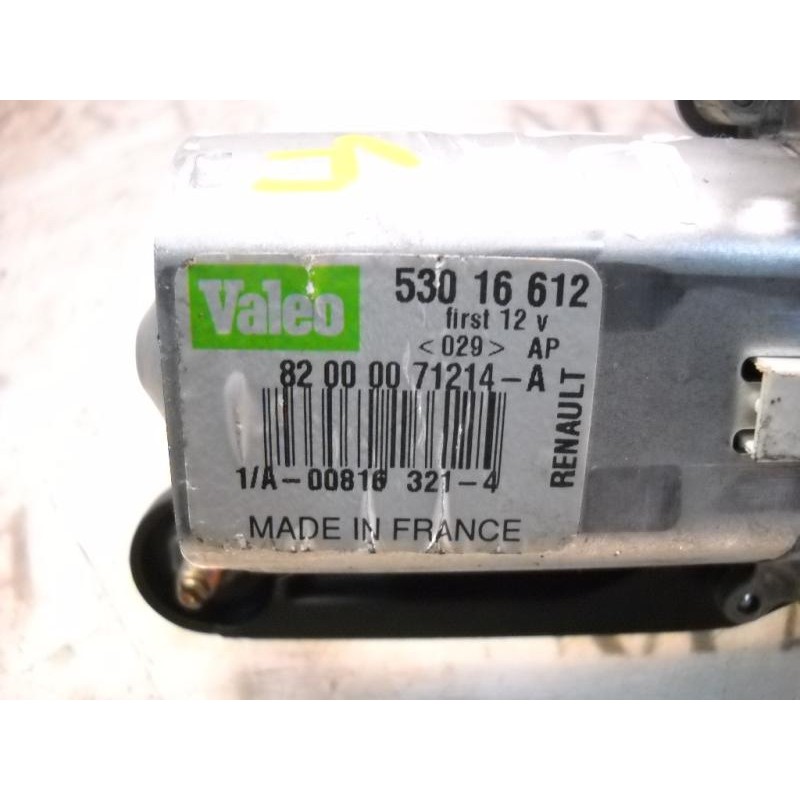 Valeo
530 16 612
first 12 v
<029> AP
82 00 00 71214-A
RENAULT
1/A-00816 321-4
MADE IN FRANCE